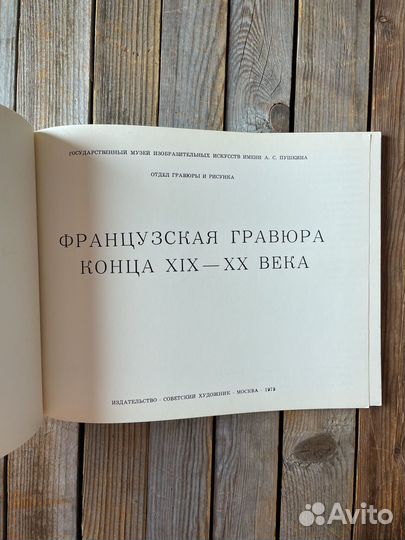 ГОСУДАРСТВЕННЫЙ МУЗЕЙ ИЗОБРАЗИТЕЛЬНЫХ ИСКУССТВ ИМЕНИ А. С. ПУШКИНА
ОТДЕЛ ГРАВЮРЫ И РИСУНКА
ФРАНЦУЗСКАЯ ГРАВЮРА
КОНЦА XIX—XX ВЕКА
ИЗДАТЕЛЬСТВО · СОВЕТСКИЙ ХУДОЖНИК · МОСКВА · 1973
Avito